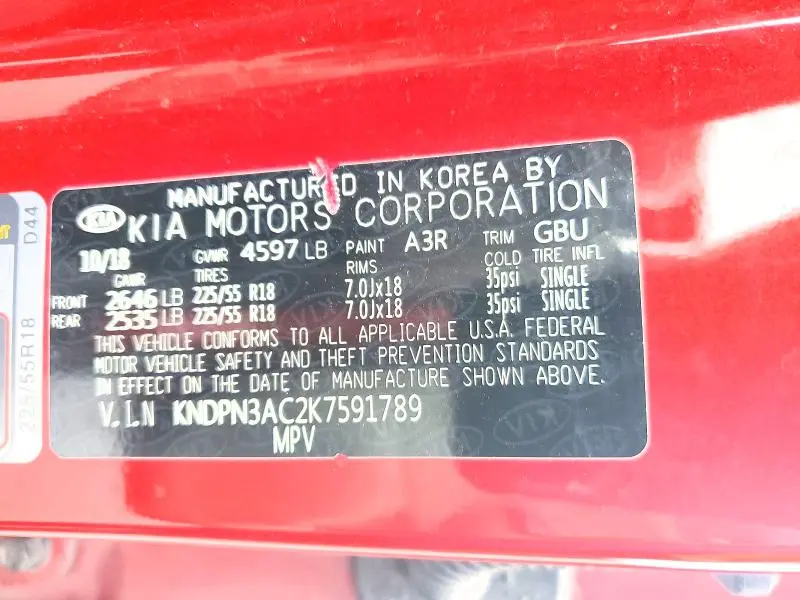 MANUFACTURED IN KOREA BY
KIA KIA MOTORS CORPORATION
10/18 GVWR 4597 LB PAINT A3R TRIM GBU
GAWR TIRES RIMS COLD TIRE INFL
FRONT 2646 LB 225/55 R18 7.0Jx18 35psi SINGLE
REAR 2535 LB 225/55 R18 7.0Jx18 35psi SINGLE
THIS VEHICLE CONFORMS TO ALL APPLICABLE U.S.A. FEDERAL
MOTOR VEHICLE SAFETY AND THEFT PREVENTION STANDARDS
IN EFFECT ON THE DATE OF MANUFACTURE SHOWN ABOVE.
V.I.N KNDPN3AC2K7591789
MPV
225/55R18 D44